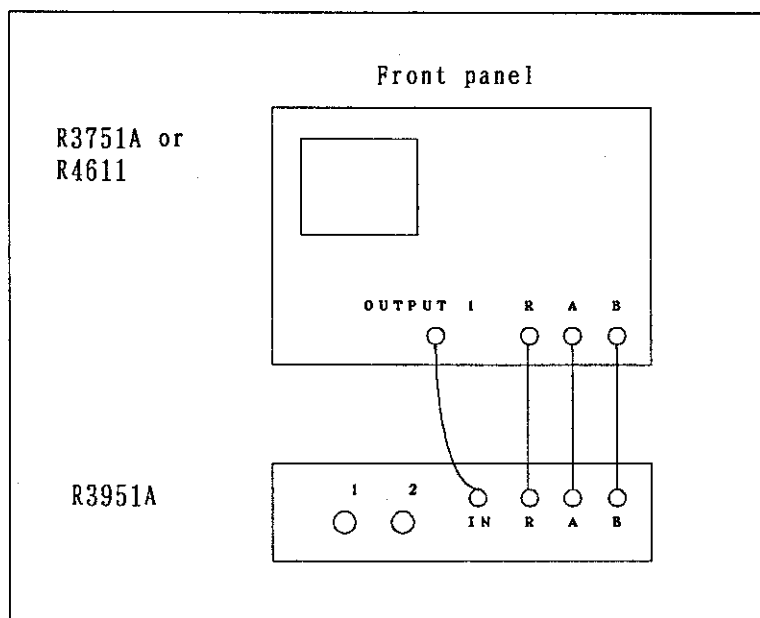 Front panel
R3751A or
R4611
OUTPUT 1 R A B
R3951A
1 2
IN R A B